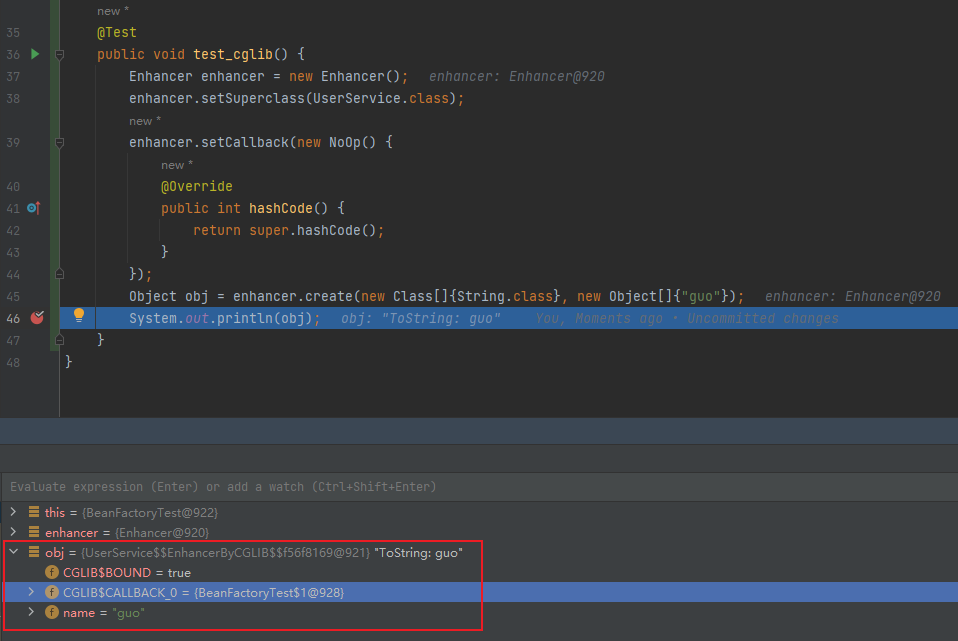 new *
35 @Test
36 public void test_cglib() {
37 Enhancer enhancer = new Enhancer(); enhancer: Enhancer@920
38 enhancer.setSuperclass(UserService.class);
new *
39 enhancer.setCallback(new NoOp() {
new *
40 @Override
41 public int hashCode() {
42 return super.hashCode();
43 }
44 });
45 Object obj = enhancer.create(new Class[]{String.class}, new Object[]{"guo"}); enhancer: Enhancer@920
46 System.out.println(obj); obj: "ToString: guo" You, Moments ago · Uncommitted changes
47 }
48 }
Evaluate expression (Enter) or add a watch (Ctrl+Shift+Enter)
this = {BeanFactoryTest@922}
enhancer = {Enhancer@920}
obj = {UserService$$EnhancerByCGLIB$$f56f8169@921} "ToString: guo"
f CGLIB$BOUND = true
f CGLIB$CALLBACK_0 = {BeanFactoryTest$1@928}
f name = "guo"